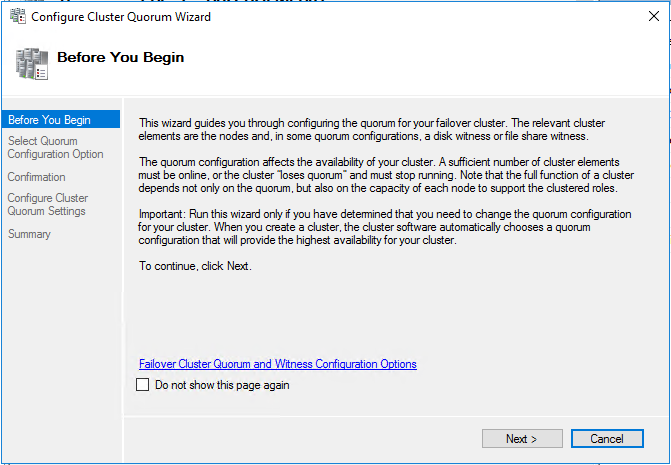 Configure Cluster Quorum Wizard
Before You Begin
Before You Begin
Select Quorum
Configuration Option
Confirmation
Configure Cluster
Quorum Settings
Summary
This wizard guides you through configuring the quorum for your failover cluster. The relevant cluster
elements are the nodes and, in some quorum configurations, a disk witness or file share witness.
The quorum configuration affects the availability of your cluster. A sufficient number of cluster elements
must be online, or the cluster "loses quorum" and must stop running. Note that the full function of a cluster
depends not only on the quorum, but also on the capacity of each node to support the clustered roles.
Important: Run this wizard only if you have determined that you need to change the quorum configuration
for your cluster. When you create a cluster, the cluster software automatically chooses a quorum
configuration that will provide the highest availability for your cluster.
To continue, click Next.
Failover Cluster Quorum and Witness Configuration Options
Do not show this page again
Next >
Cancel